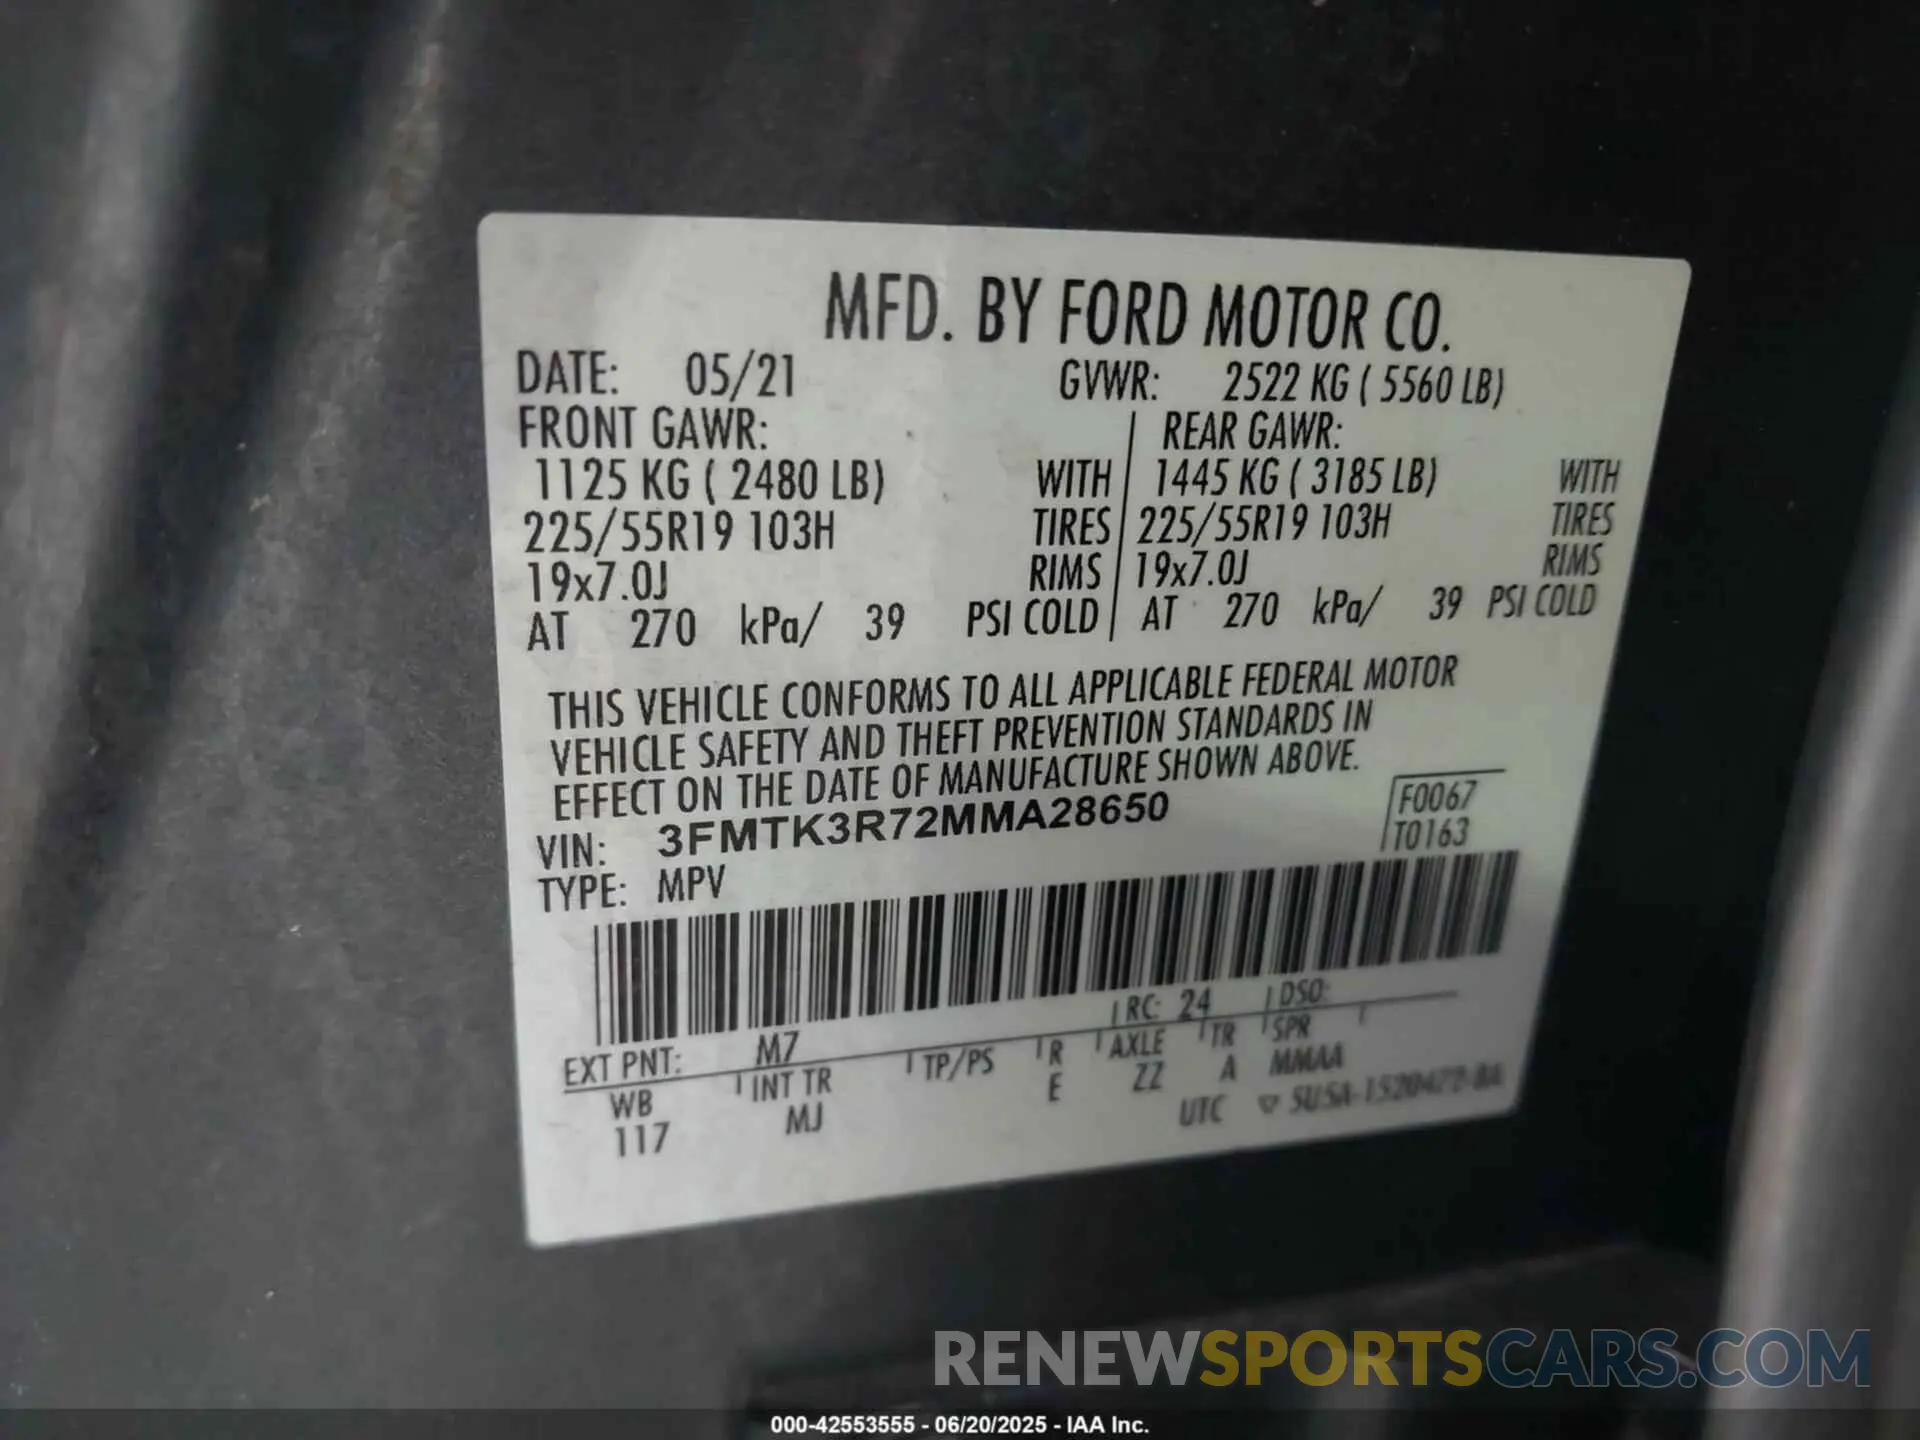 MFD. BY FORD MOTOR CO.
DATE: 05/21 GVWR: 2522 KG ( 5560 LB)
FRONT GAWR: REAR GAWR:
1125 KG ( 2480 LB) WITH 1445 KG ( 3185 LB) WITH
225/55R19 103H TIRES 225/55R19 103H TIRES
19x7.0J RIMS 19x7.0J RIMS
AT 270 kPa/ 39 PSI COLD AT 270 kPa/ 39 PSI COLD
THIS VEHICLE CONFORMS TO ALL APPLICABLE FEDERAL MOTOR
VEHICLE SAFETY AND THEFT PREVENTION STANDARDS IN
EFFECT ON THE DATE OF MANUFACTURE SHOWN ABOVE.
VIN: 3FMTK3R72MMA28650 F0067
TYPE: MPV T0163
EXT PNT: M7 RC: 24 DSO:
WB INT TR TP/PS R AXLE TR SPR
117 MJ E ZZ A MMAA
UTC
RENEWSPORTSCARS.COM
000-42553555 - 06/20/2025 - IAA Inc.